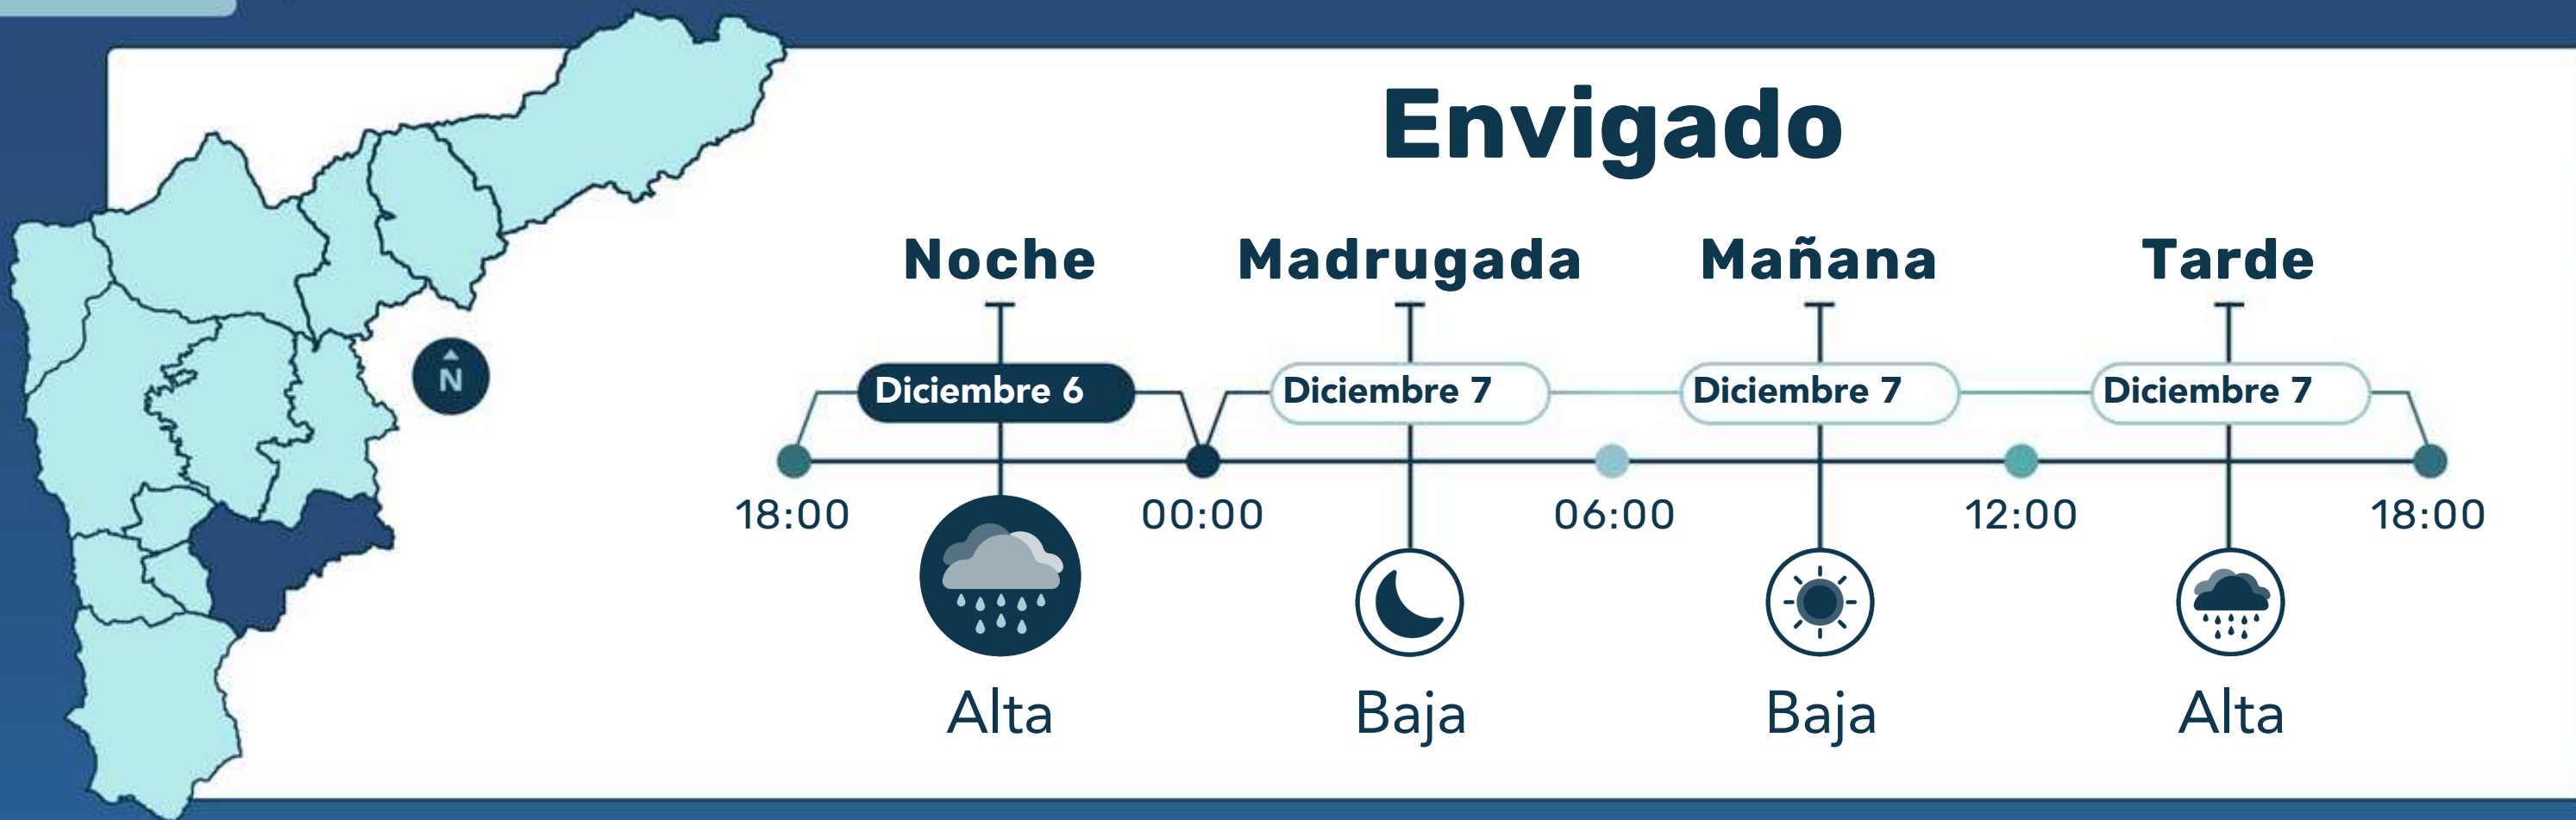 Envigado
Noche
Madrugada
Mañana
Tarde
N
Diciembre 6
Diciembre 7
Diciembre 7
Diciembre 7
18:00
00:00
06:00
12:00
18:00
Alta
Baja
Baja
Alta